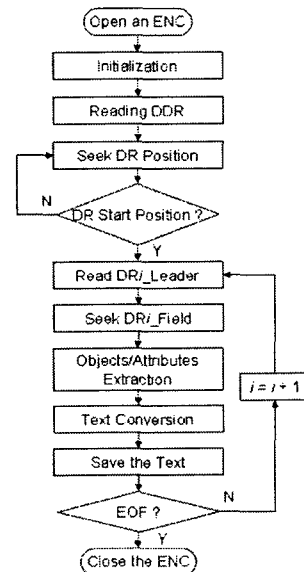 Open an ENC
Initialization
Reading DDR
Seek DR Position
N
DR Start Position ?
Y
Read DRi_Leader
Seek DRi_Field
Objects/Attributes
Extraction
i = i + 1
Text Conversion
Save the Text
N
EOF ?
Y
Close the ENC